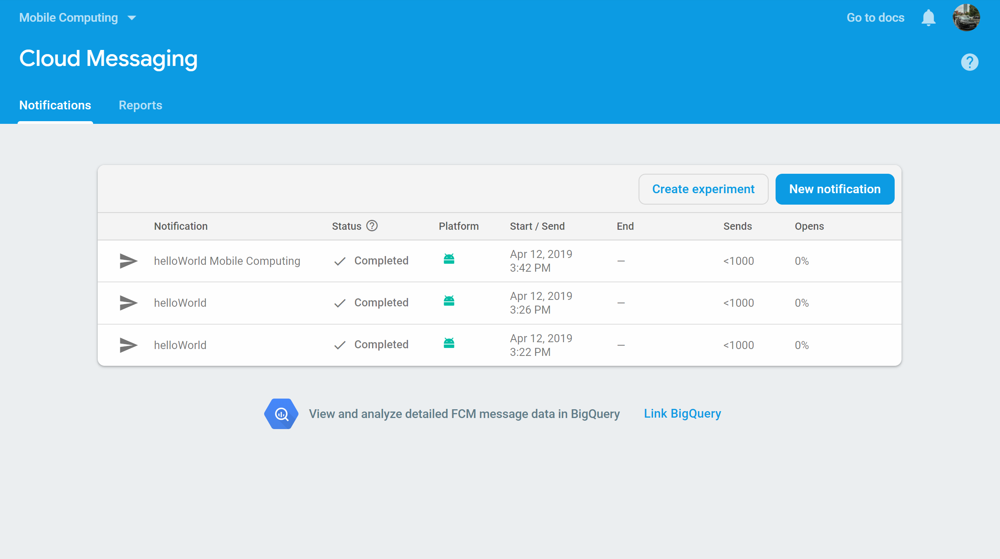 Mobile Computing
Go to docs
Cloud Messaging
Notifications Reports
Create experiment New notification
Notification Status Platform Start / Send End Sends Opens
helloWorld Mobile Computing Completed Apr 12, 2019 3:42 PM — <1000 0%
helloWorld Completed Apr 12, 2019 3:26 PM — <1000 0%
helloWorld Completed Apr 12, 2019 3:22 PM — <1000 0%
View and analyze detailed FCM message data in BigQuery Link BigQuery